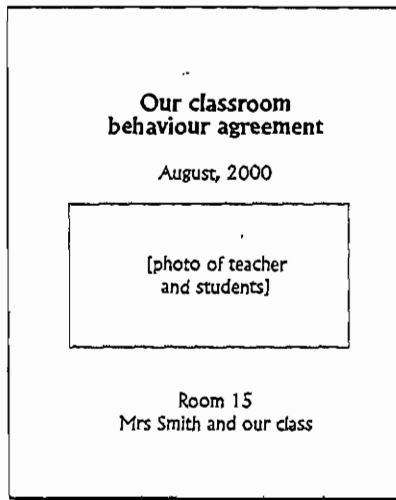 Our classroom
behaviour agreement
August, 2000
[photo of teacher
and students]
Room 15
Mrs Smith and our class